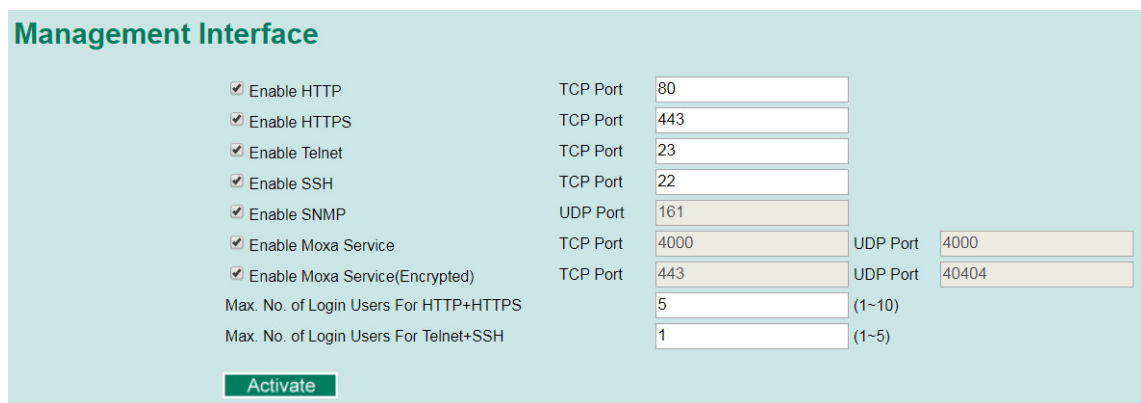 Management Interface
Enable HTTP TCP Port 80
Enable HTTPS TCP Port 443
Enable Telnet TCP Port 23
Enable SSH TCP Port 22
Enable SNMP UDP Port 161
Enable Moxa Service TCP Port 4000 UDP Port 4000
Enable Moxa Service(Encrypted) TCP Port 443 UDP Port 40404
Max. No. of Login Users For HTTP+HTTPS 5 (1~10)
Max. No. of Login Users For Telnet+SSH 1 (1~5)
Activate